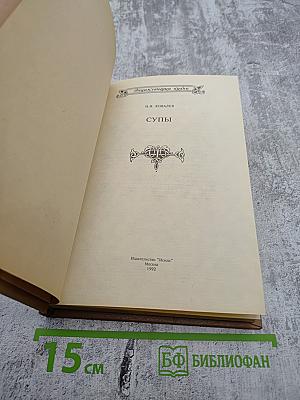 Н.И. КОВАЛЕВ
СУПЫ
Издательство
Москва
1992
15 см
БФ БИБЛИОФАН